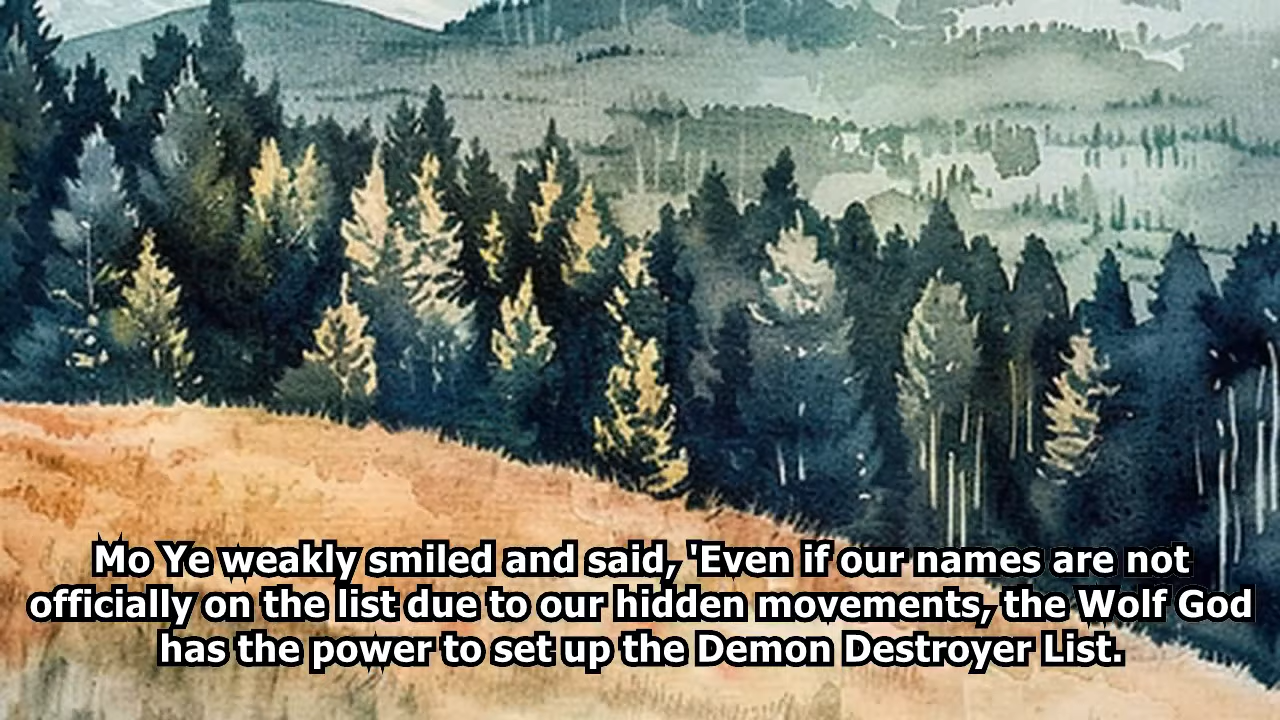 Mo Ye weakly smiled and said, 'Even if our names are not
officially on the list due to our hidden movements, the Wolf God
has the power to set up the Demon Destroyer List.